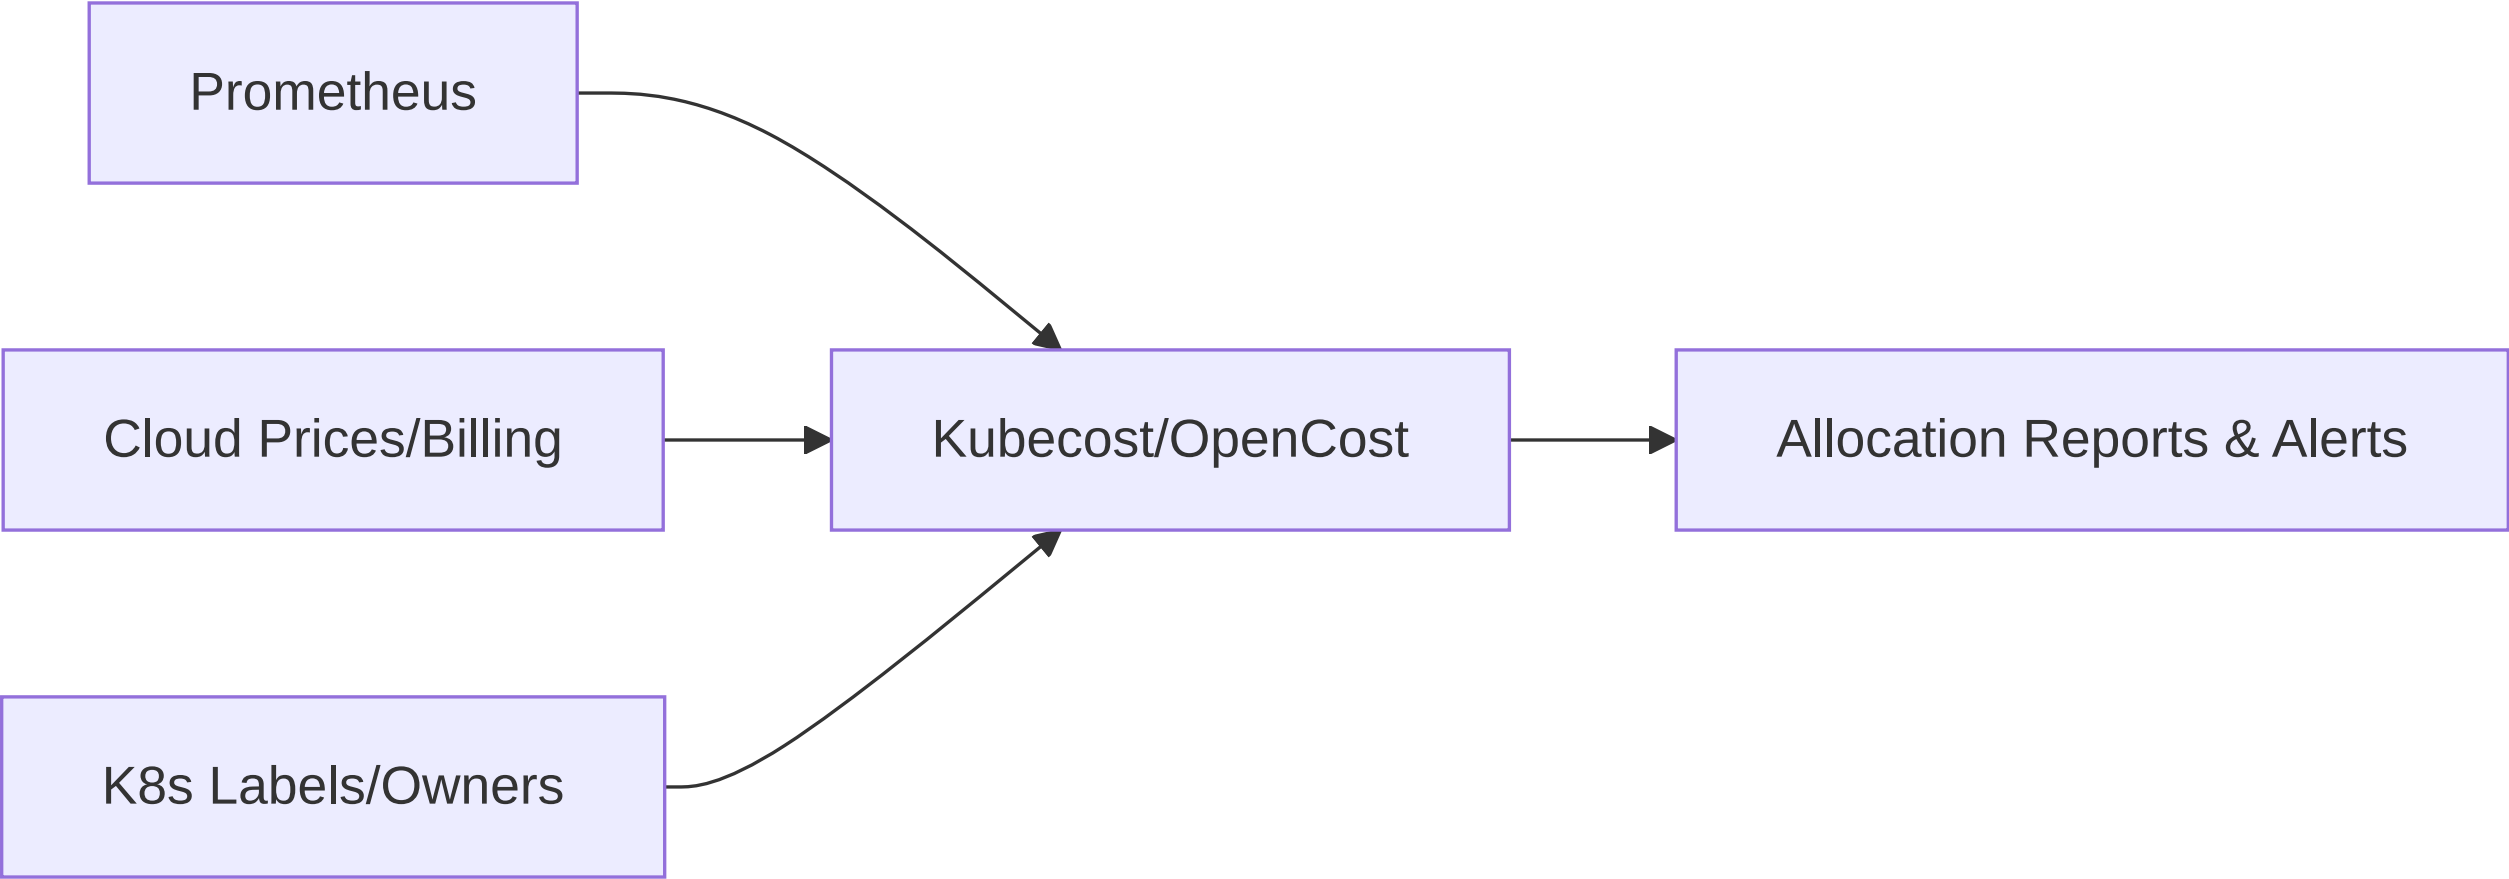 Prometheus
Cloud Prices/Billing
Kubecost/OpenCost
Allocation Reports & Alerts
K8s Labels/Owners